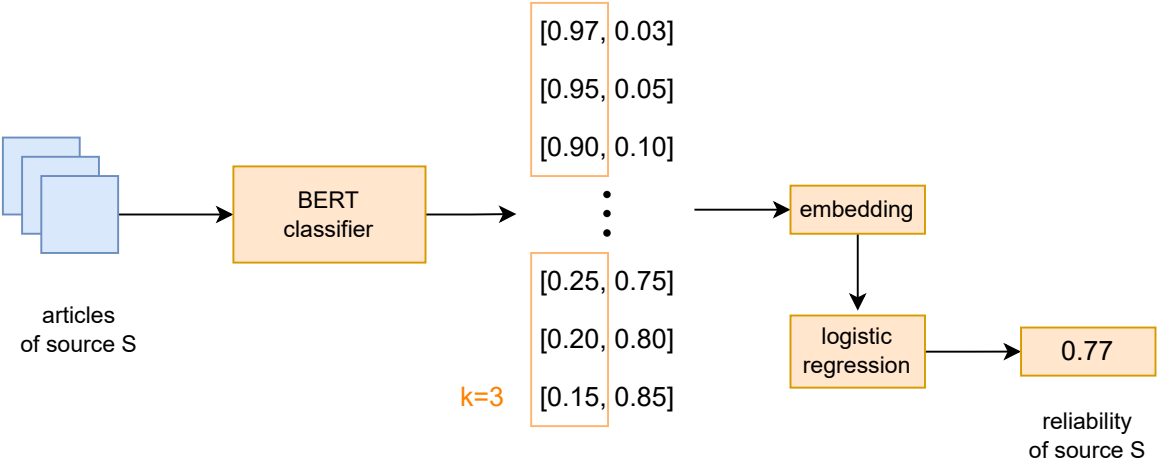 [0.97, 0.03]
[0.95, 0.05]
[0.90, 0.10]
BERT
classifier
embedding
[0.25, 0.75]
articles
of source S
[0.20, 0.80]
logistic
regression
0.77
k=3
[0.15, 0.85]
reliability
of source S